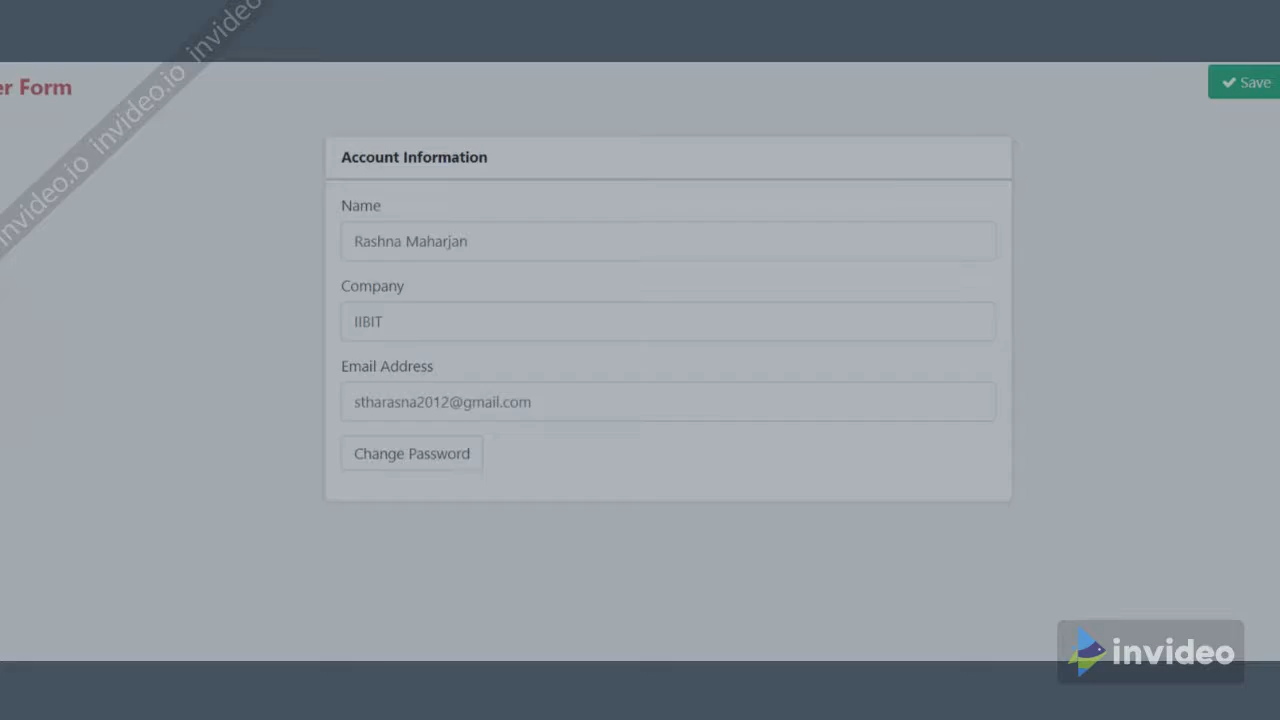 invideo.io invideo.io invideo
er Form
Save
Account Information
Name
Rashna Maharjan
Company
IIBIT
Email Address
stharasna2012@gmail.com
Change Password
invideo